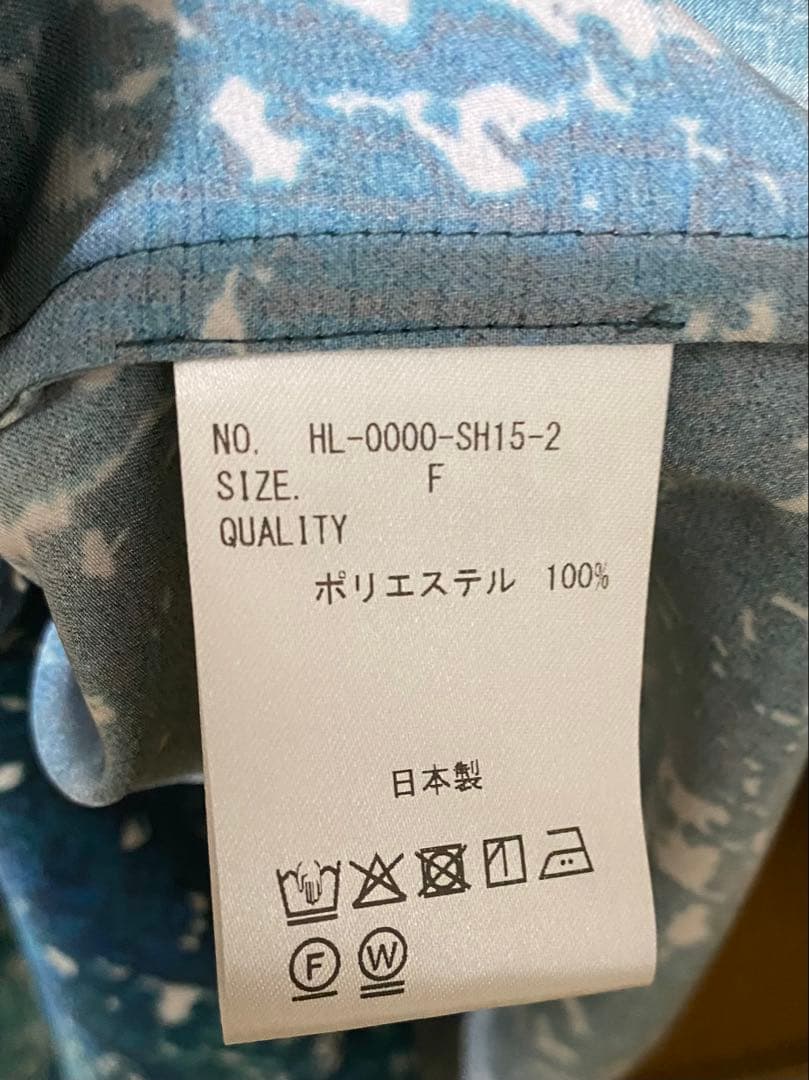 NO. HL-0000-SH15-2
SIZE. F
QUALITY
ポリエステル 100%
日本製
F W